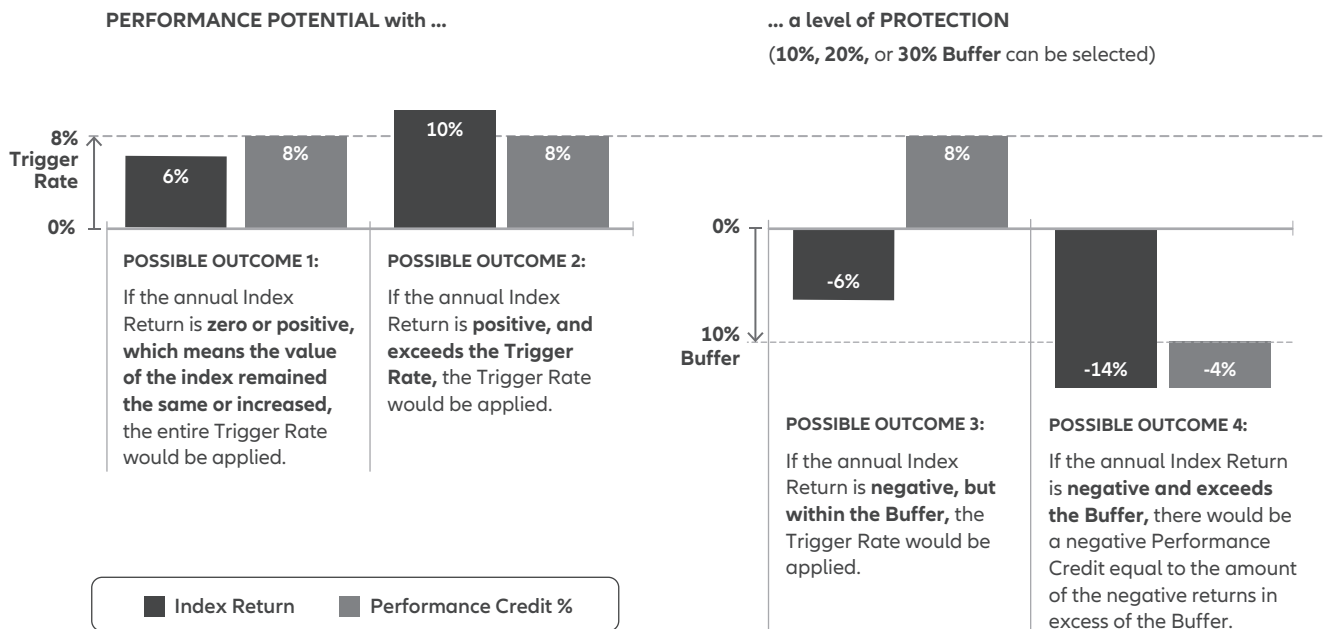 PERFORMANCE POTENTIAL with ...
8%
Trigger
Rate
0%
6%
8%
10%
8%
POSSIBLE OUTCOME 1:
If the annual Index
Return is zero or positive,
which means the value
of the index remained
the same or increased,
the entire Trigger Rate
would be applied.
POSSIBLE OUTCOME 2:
If the annual Index
Return is positive, and
exceeds the Trigger
Rate, the Trigger Rate
would be applied.
Index Return
Performance Credit %
... a level of PROTECTION
(10%, 20%, or 30% Buffer can be selected)
0%
10%
Buffer
-6%
8%
-14%
-4%
POSSIBLE OUTCOME 3:
If the annual Index
Return is negative, but
within the Buffer, the
Trigger Rate would be
applied.
POSSIBLE OUTCOME 4:
If the annual Index Return
is negative and exceeds
the Buffer, there would be
a negative Performance
Credit equal to the amount
of the negative returns in
excess of the Buffer.